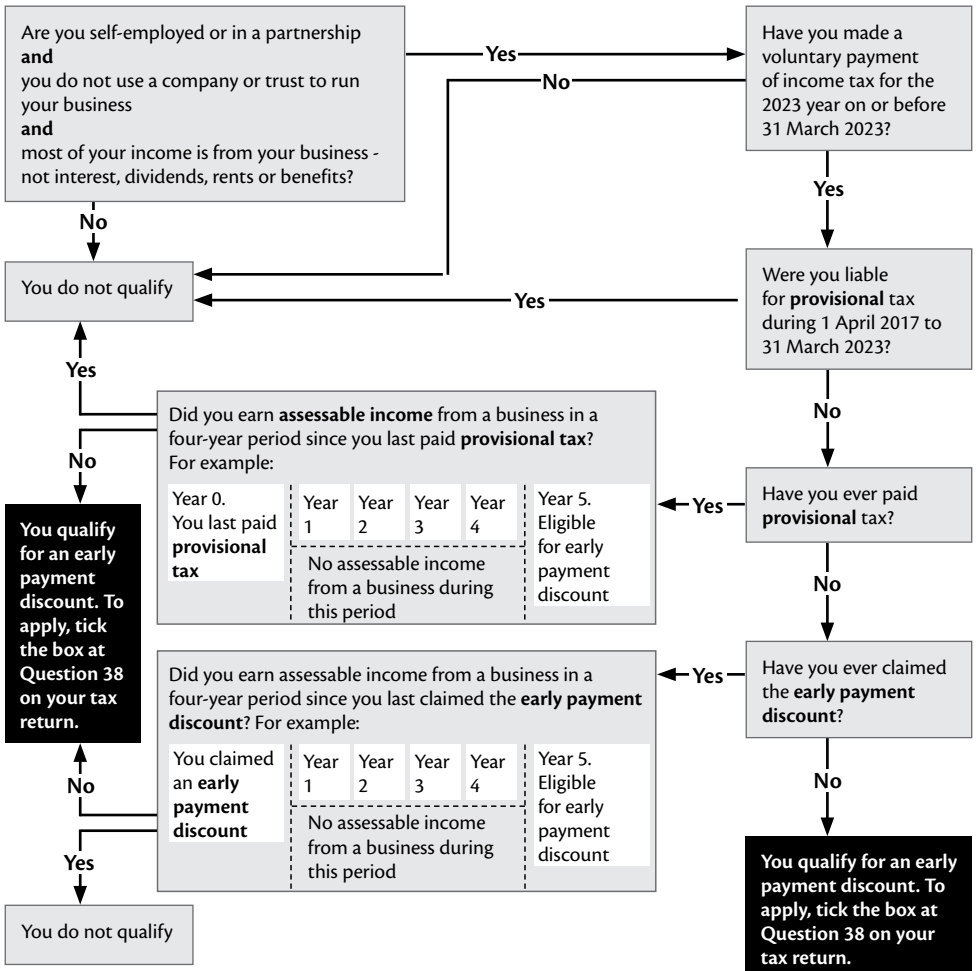 Are you self-employed or in a partnership
and
you do not use a company or trust to run
your business
and
most of your income is from your business -
not interest, dividends, rents or benefits?
Yes
No
Have you made a
voluntary payment
of income tax for the
2023 year on or before
31 March 2023?
No
Yes
You do not qualify
Yes
Were you liable
for provisional tax
during 1 April 2017 to
31 March 2023?
Yes
No
Did you earn assessable income from a business in a
four-year period since you last paid provisional tax?
For example:
Year 0.
You last paid
provisional
tax
Year
1
Year
2
Year
3
Year
4
No assessable income
from a business during
this period
Year 5.
Eligible
for early
payment
discount
Yes
Have you ever paid
provisional tax?
No
No
You qualify
for an early
payment
discount. To
apply, tick
the box at
Question 38
on your tax
return.
Did you earn assessable income from a business in a
four-year period since you last claimed the early payment
discount? For example:
You claimed
an early
payment
discount
Year
1
Year
2
Year
3
Year
4
No assessable income
from a business during
this period
Year 5.
Eligible
for early
payment
discount
Yes
Have you ever claimed
the early payment
discount?
No
No
Yes
You do not qualify
You qualify for an early
payment discount. To
apply, tick the box at
Question 38 on your
tax return.